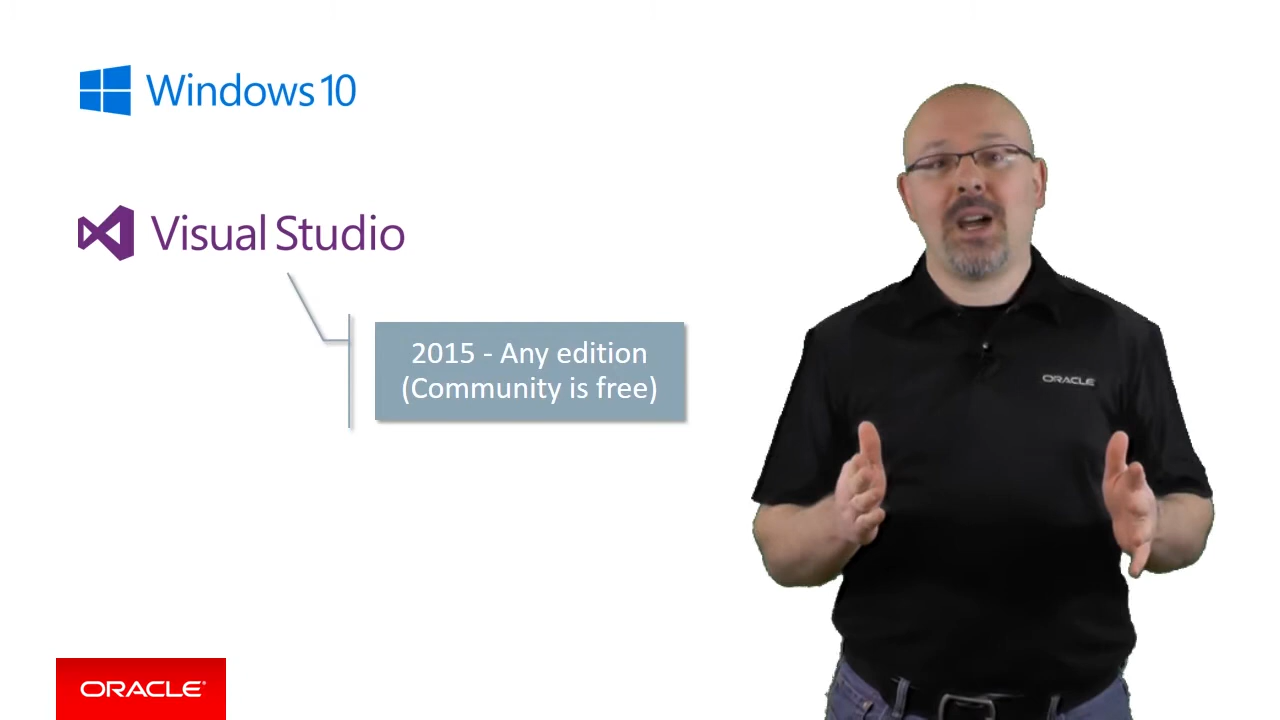 Windows 10
Visual Studio
2015 - Any edition
(Community is free)
ORACLE
ORACLE®